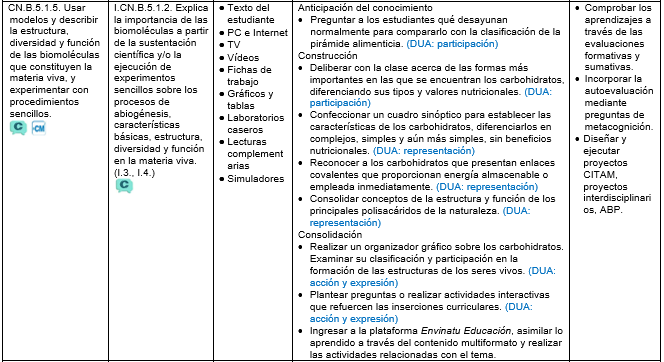 CN.B.5.1.5. Usar
modelos y describir
la estructura,
diversidad y función
de las biomoléculas
que constituyen la
materia viva, y
experimentar con
procedimientos
sencillos.
C CM
I.CN.B.5.1.2. Explica
la importancia de las
biomoléculas a partir
de la sustentación
científica y/o la
ejecución de
experimentos
sencillos sobre los
procesos de
abiogénesis,
características
básicas, estructura,
diversidad y función
en la materia viva.
(I.3., I.4.)
C
● Texto del
estudiante
● PC e Internet
● TV
● Vídeos
● Fichas de
trabajo
● Gráficos y
tablas
● Laboratorios
caseros
● Lecturas
complement
arias
● Simuladores
Anticipación del conocimiento
• Preguntar a los estudiantes qué desayunan
normalmente para compararlo con la clasificación de la
pirámide alimenticia. (DUA: participación)
Construcción
• Deliberar con la clase acerca de las formas más
importantes en las que se encuentran los carbohidratos,
diferenciando sus tipos y valores nutricionales. (DUA:
participación)
• Confeccionar un cuadro sinóptico para establecer las
características de los carbohidratos, diferenciarlos en
complejos, simples y aún más simples, sin beneficios
nutricionales. (DUA: representación)
• Reconocer a los carbohidratos que presentan enlaces
covalentes que proporcionan energía almacenable o
empleada inmediatamente. (DUA: representación)
• Consolidar conceptos de la estructura y función de los
principales polisacáridos de la naturaleza. (DUA:
representación)
Consolidación
• Realizar un organizador gráfico sobre los carbohidratos.
Examinar su clasificación y participación en la
formación de las estructuras de los seres vivos. (DUA:
acción y expresión)
• Plantear preguntas o realizar actividades interactivas
que refuercen las inserciones curriculares. (DUA:
acción y expresión)
• Ingresar a la plataforma Envinatu Educación, asimilar lo
aprendido a través del contenido multiformato y realizar
las actividades relacionadas con el tema.
• Comprobar los
aprendizajes a
través de las
evaluaciones
formativas y
sumativas.
• Incorporar la
autoevaluación
mediante
preguntas de
metacognición.
• Diseñar y
ejecutar
proyectos
CITAM,
proyectos
interdisciplinari
os, ABP.